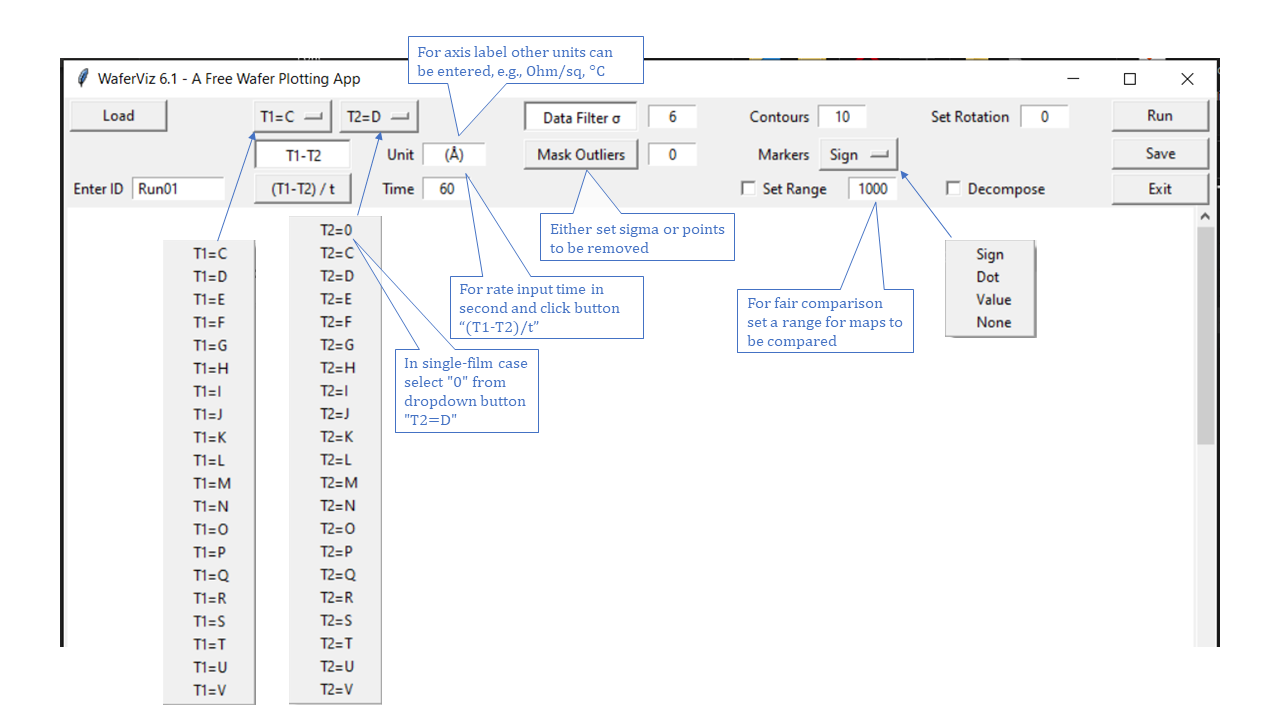 For axis label other units can
be entered, e.g., Ohm/sq, °C
WaferViz 6.1 - A Free Wafer Plotting App
Load
T1=C
T2=D
Data Filter σ
6
Contours
10
Set Rotation
0
Run
T1-T2
Unit
(Å)
Mask Outliers
0
Markers
Sign
Save
Enter ID
Run01
(T1-T2) / t
Time
60
Set Range
1000
Decompose
Exit
Either set sigma or points
to be removed
For rate input time in
second and click button
“(T1-T2)/t”
For fair comparison
set a range for maps to
be compared
In single-film case
select "0" from
dropdown button
"T2=D"
Sign
Dot
Value
None
T1=C
T1=D
T1=E
T1=F
T1=G
T1=H
T1=I
T1=J
T1=K
T1=L
T1=M
T1=N
T1=O
T1=P
T1=Q
T1=R
T1=S
T1=T
T1=U
T1=V
T2=0
T2=C
T2=D
T2=E
T2=F
T2=G
T2=H
T2=I
T2=J
T2=K
T2=L
T2=M
T2=N
T2=O
T2=P
T2=Q
T2=R
T2=S
T2=T
T2=U
T2=V